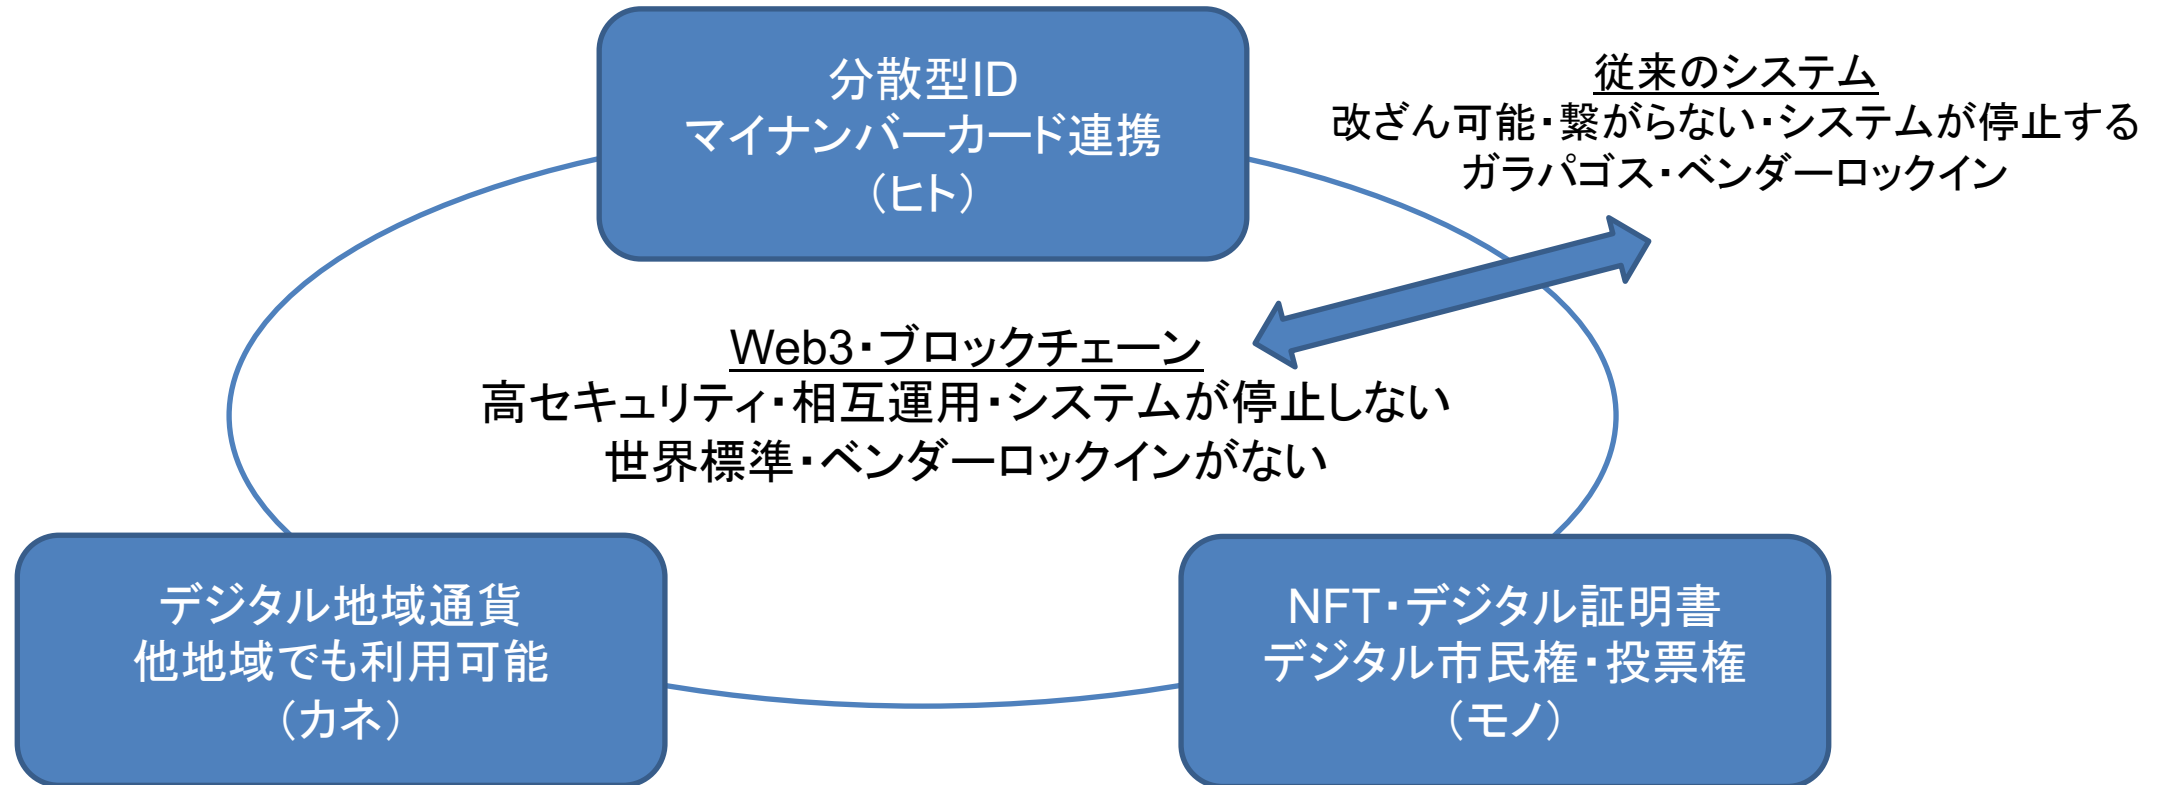 分散型ID
マイナンバーカード連携
（ヒト）
従来のシステム
改ざん可能・繋がらない・システムが停止する
ガラパゴス・ベンダーロックイン
Web3・ブロックチェーン
高セキュリティ・相互運用・システムが停止しない
世界標準・ベンダーロックインがない
デジタル地域通貨
他地域でも利用可能
（カネ）
NFT・デジタル証明書
デジタル市民権・投票権
（モノ）